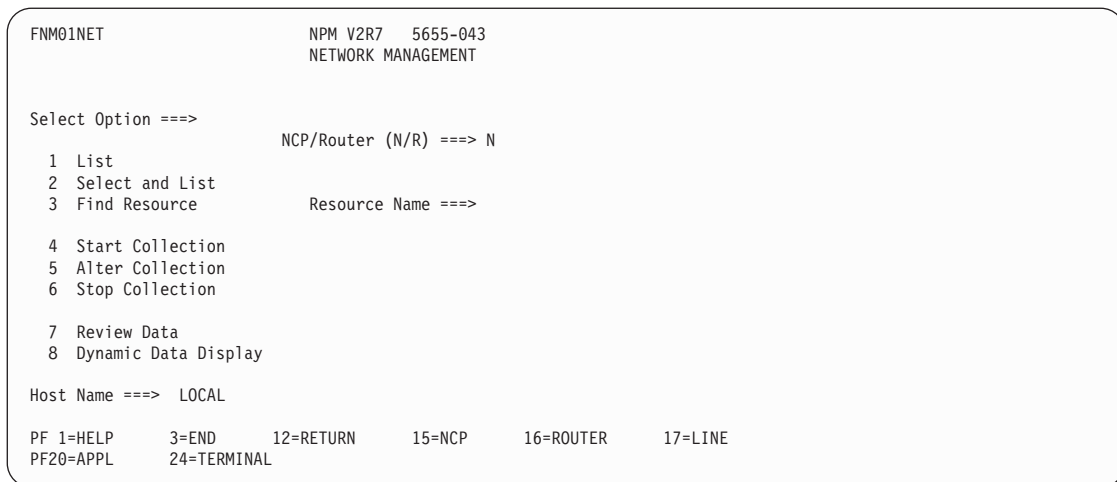 FNM01NET NPM V2R7 5655-043
NETWORK MANAGEMENT
Select Option ===>
NCP/Router (N/R) ===> N
1 List
2 Select and List
3 Find Resource Resource Name ===>
4 Start Collection
5 Alter Collection
6 Stop Collection
7 Review Data
8 Dynamic Data Display
Host Name ===> LOCAL
PF 1=HELP 3=END 12=RETURN 15=NCP 16=ROUTER 17=LINE
PF20=APPL 24=TERMINAL